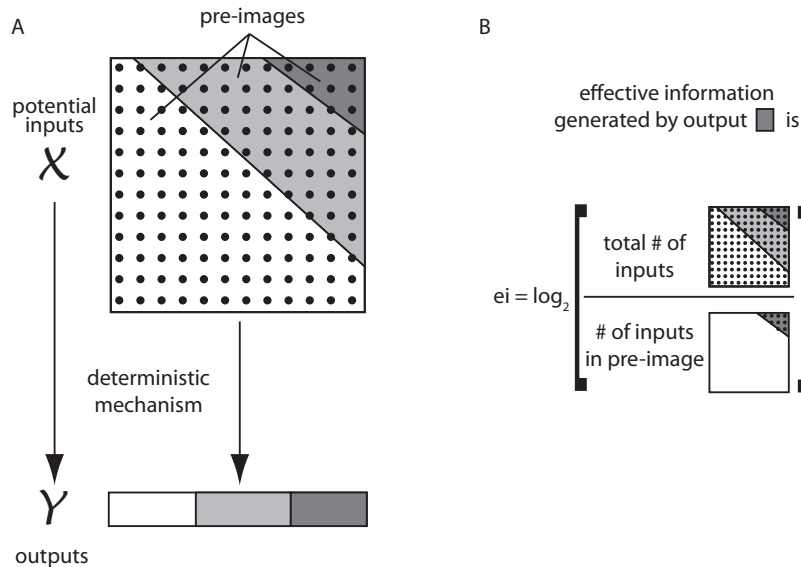 A
pre-images
potential
inputs
X
deterministic
mechanism
Y
outputs
B
effective information
generated by output is
ei = log2
total # of
inputs
# of inputs
in pre-image